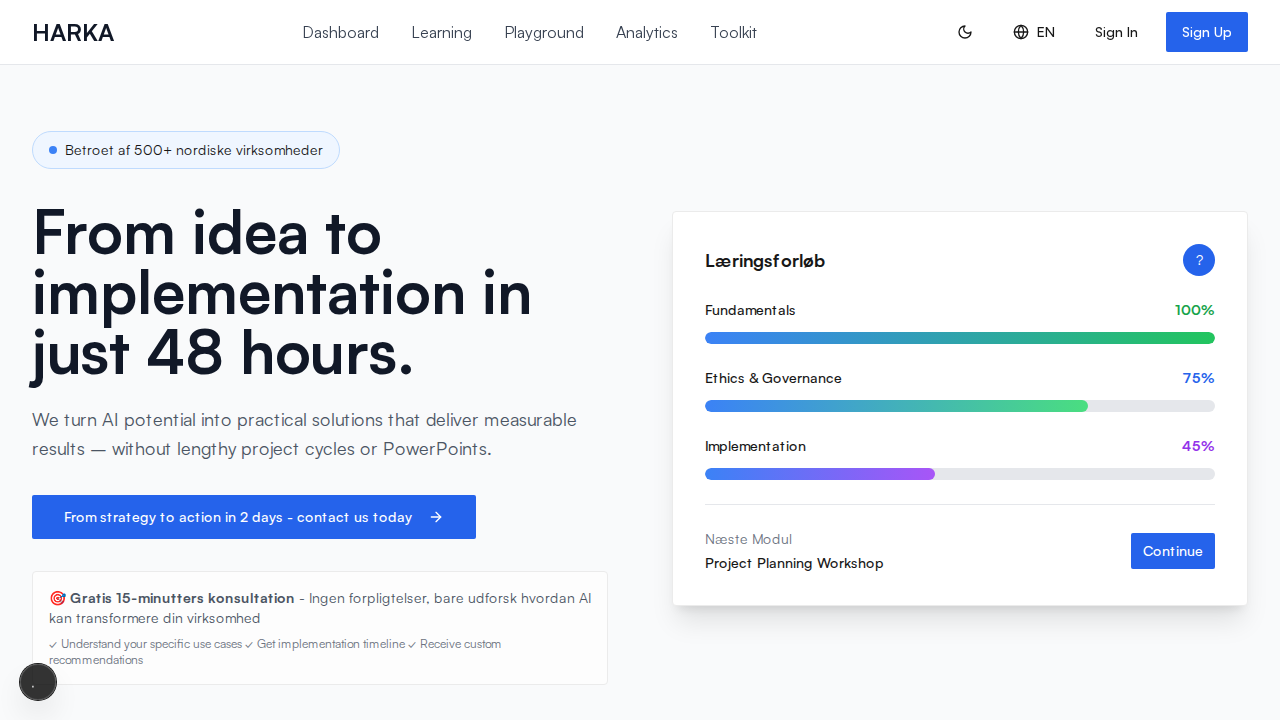 HARKA
Dashboard
Learning
Playground
Analytics
Toolkit
EN
Sign In
Sign Up
Betroet af 500+ nordiske virksomheder
From idea to
implementation in
just 48 hours.
We turn AI potential into practical solutions that deliver measurable
results — without lengthy project cycles or PowerPoints.
From strategy to action in 2 days - contact us today →
🎯 Gratis 15-minutters konsultation - Ingen forpligtelser, bare udforsk hvordan AI
kan transformere din virksomhed
✓ Understand your specific use cases ✓ Get implementation timeline ✓ Receive custom
recommendations
Læringsforløb
?
Fundamentals
100%
Ethics & Governance
75%
Implementation
45%
Næste Modul
Project Planning Workshop
Continue